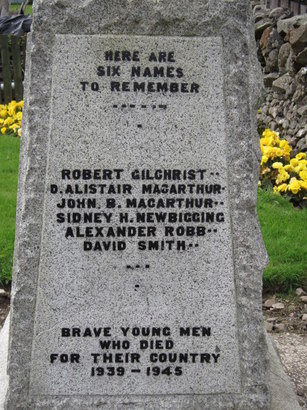 HERE ARE
SIX NAMES
TO REMEMBER
ROBERT GILCHRIST
D. ALISTAIR MACARTHUR
JOHN. B. MACARTHUR
SIDNEY H. NEWBIGGING
ALEXANDER ROBB
DAVID SMITH
BRAVE YOUNG MEN
WHO DIED
FOR THEIR COUNTRY
1939 - 1945